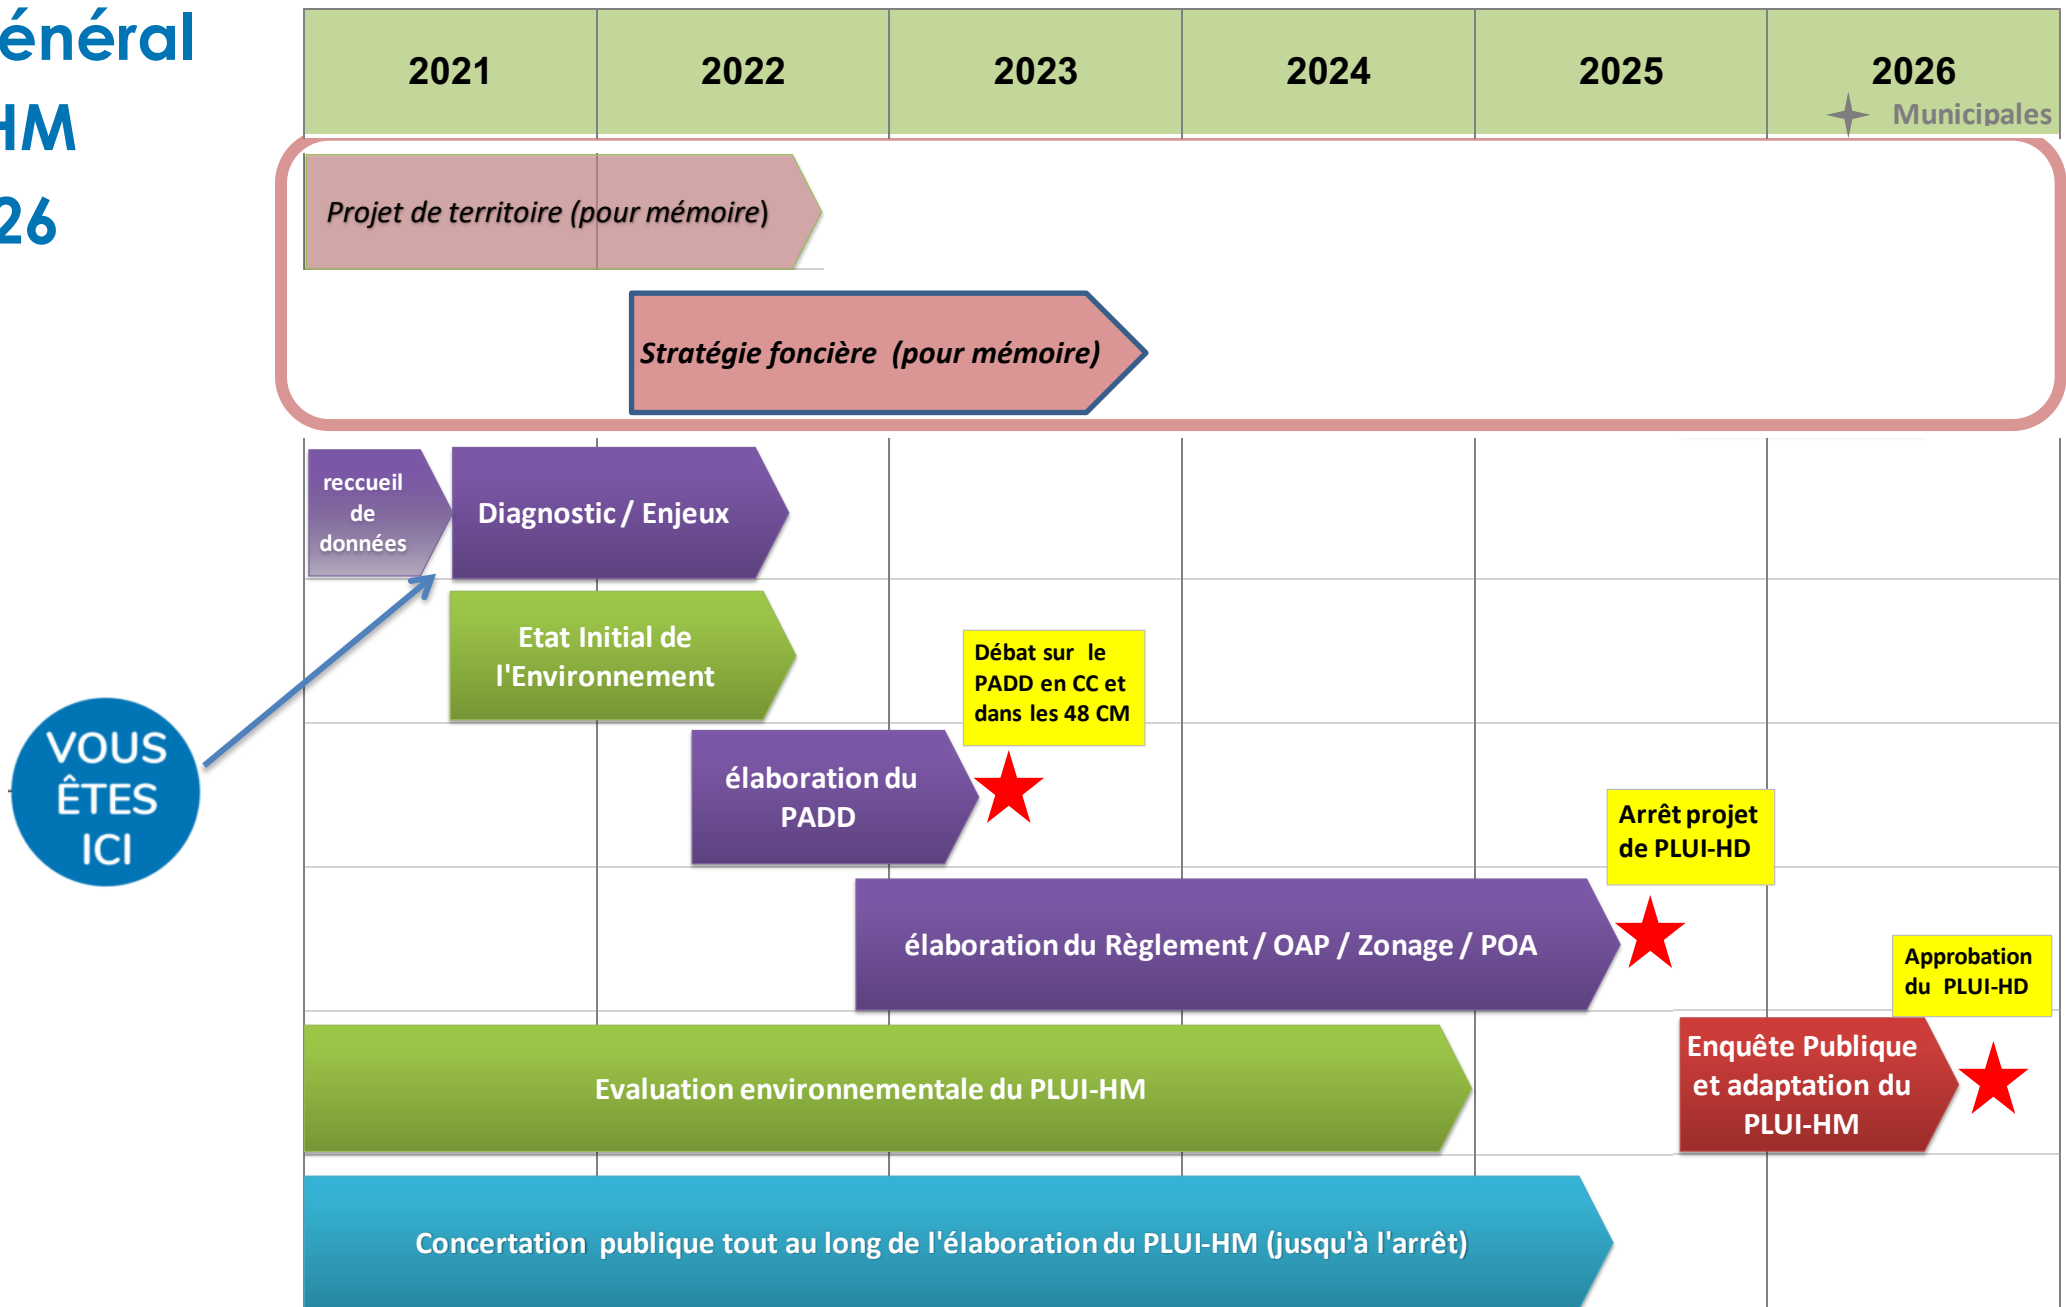 énéral
HM
26
2021
2022
2023
2024
2025
2026
Municipales
Projet de territoire (pour mémoire)
Stratégie foncière (pour mémoire)
reccueil
de
données
Diagnostic / Enjeux
Etat Initial de
l'Environnement
Débat sur le
PADD en CC et
dans les 48 CM
VOUS
ÊTES
ICI
élaboration du
PADD
Arrêt projet
de PLUI-HD
élaboration du Règlement / OAP / Zonage / POA
Approbation
du PLUI-HD
Evaluation environnementale du PLUI-HM
Enquête Publique
et adaptation du
PLUI-HM
Concertation publique tout au long de l'élaboration du PLUI-HM (jusqu'à l'arrêt)